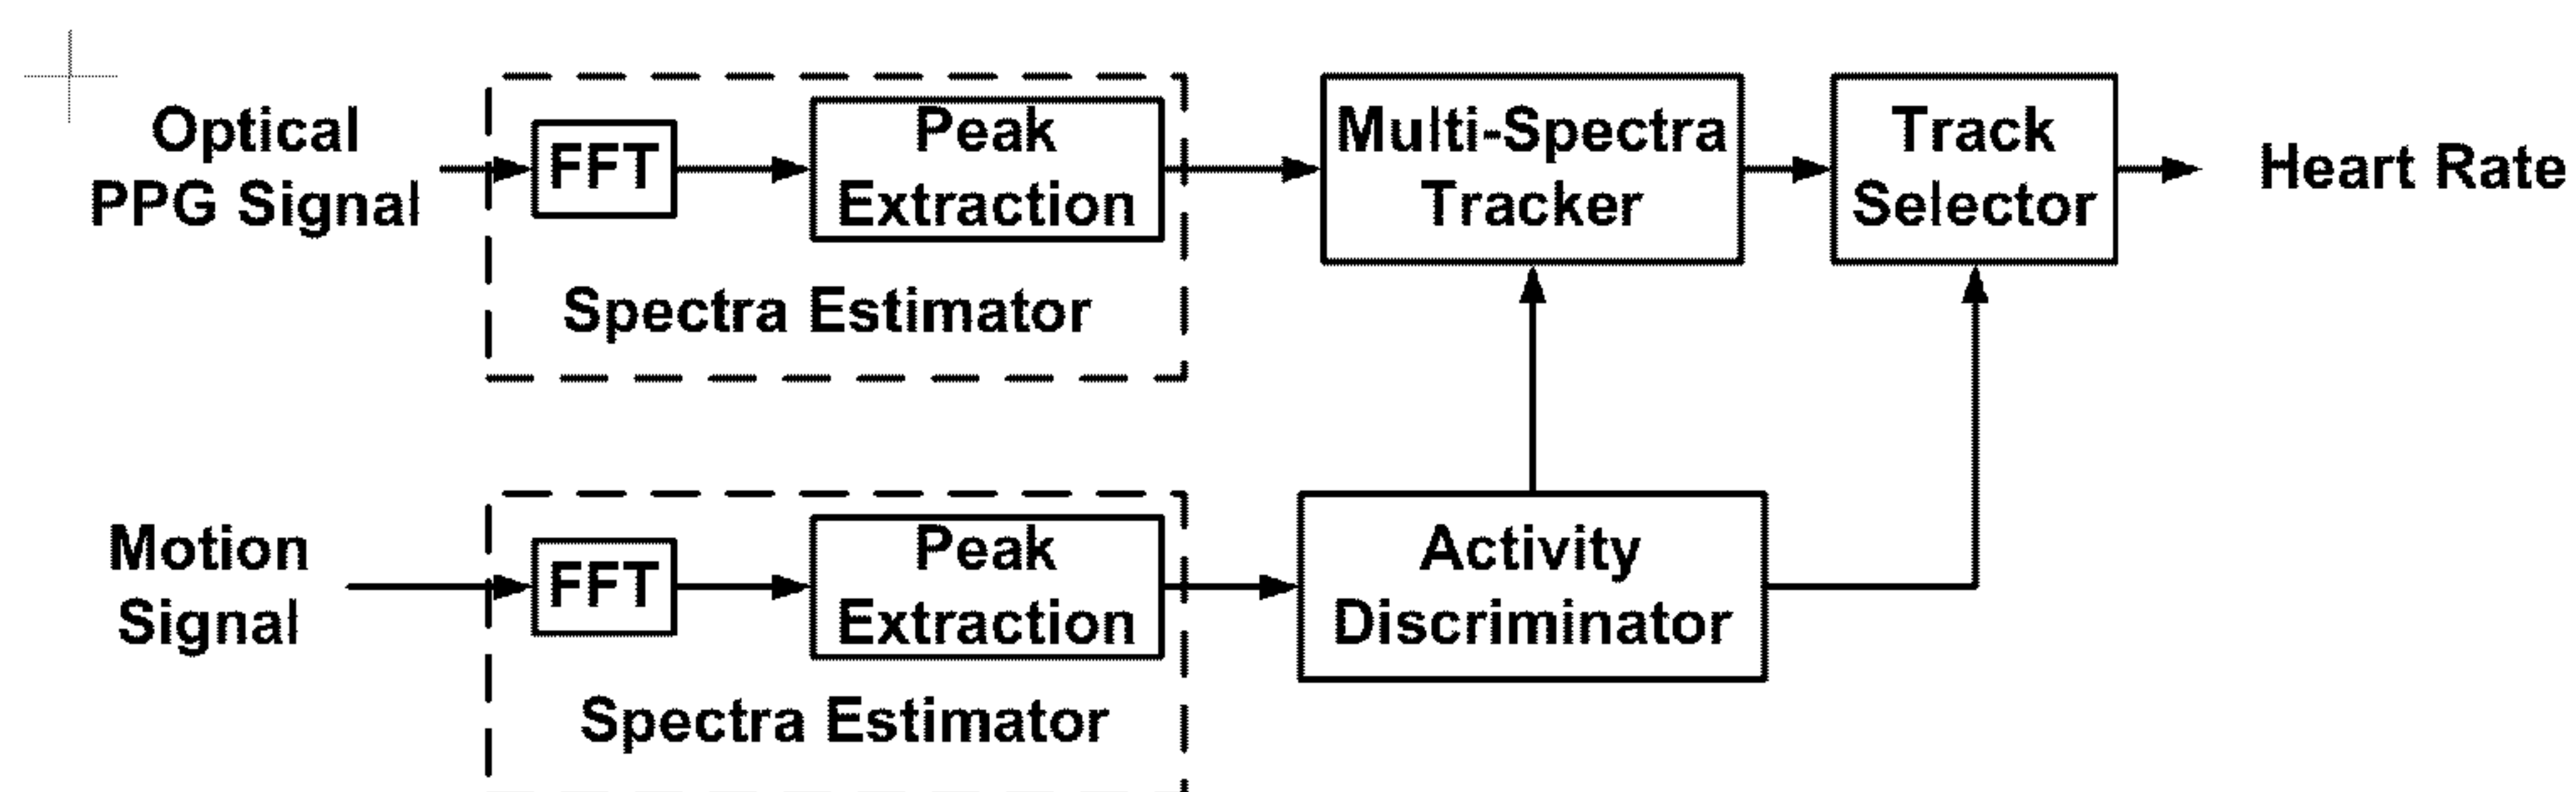 Optical
PPG Signal
FFT
Peak
Extraction
Spectra Estimator
Multi-Spectra
Tracker
Track
Selector
Heart Rate
Motion
Signal
FFT
Peak
Extraction
Spectra Estimator
Activity
Discriminator